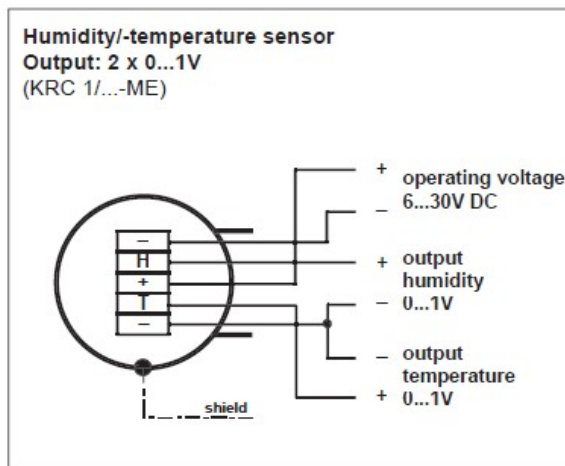 Humidity/-temperature sensor
Output: 2 x 0...1V
(KRC 1/...-ME)
+ operating voltage
– 6...30V DC
–
H
+
T
–
+ output
humidity
– 0...1V
– output
temperature
+ 0...1V
shield